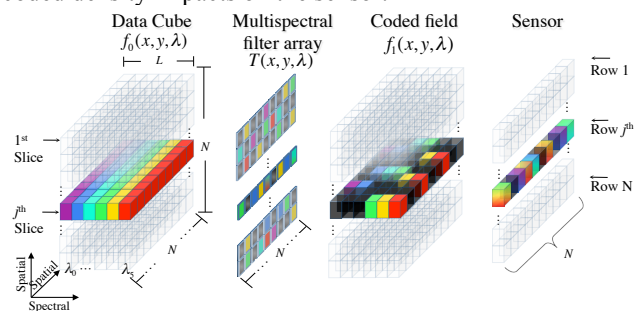 Data Cube
f₀(x, y, λ)
L
Multispectral
filter array
T(x, y, λ)
Coded field
f₁(x, y, λ)
Sensor
1st
Slice
jth
Slice
N
N
N
Row 1
Row jth
Row N
N
Spatial
Spatial
Spectral
λ₀ ⋯ λ₅